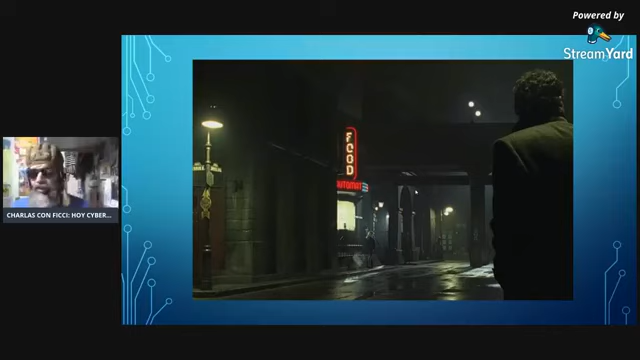 Powered by
StreamYard
FOOD
AUTOMAT
CHARLAS CON FICCI: HOY CYBER...